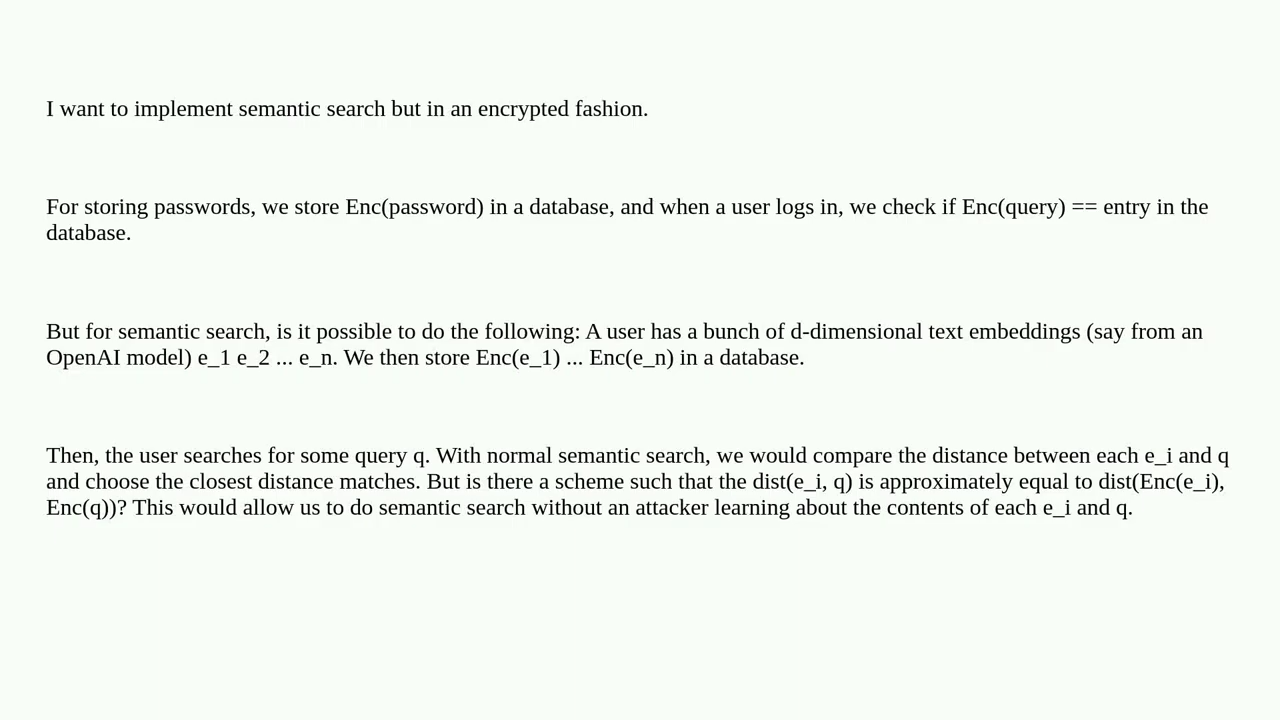 I want to implement semantic search but in an encrypted fashion.
For storing passwords, we store Enc(password) in a database, and when a user logs in, we check if Enc(query) == entry in the
database.
But for semantic search, is it possible to do the following: A user has a bunch of d-dimensional text embeddings (say from an
OpenAI model) e_1 e_2 ... e_n. We then store Enc(e_1) ... Enc(e_n) in a database.
Then, the user searches for some query q. With normal semantic search, we would compare the distance between each e_i and q
and choose the closest distance matches. But is there a scheme such that the dist(e_i, q) is approximately equal to dist(Enc(e_i),
Enc(q))? This would allow us to do semantic search without an attacker learning about the contents of each e_i and q.